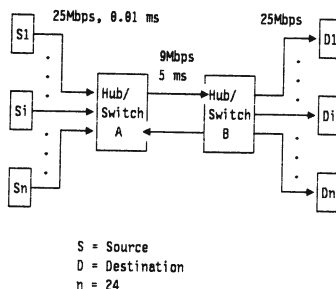 25Mbps, 0.01 ms
25Mbps
S1
D1
9Mbps
5 ms
Hub/
Switch
A
Hub/
Switch
B
Si
Di
Sn
Dn
S = Source
D = Destination
n = 24